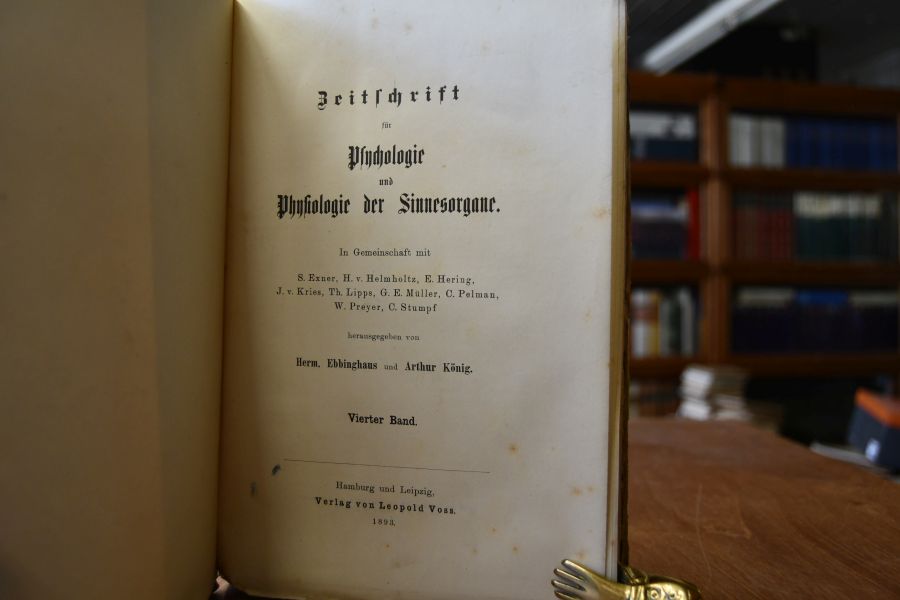 Zeitſchrift
für
Pſychologie
und
Phyſiologie der Sinnesorgane.
In Gemeinschaft mit
S. Exner, H. v. Helmholtz, E. Hering,
J. v. Kries, Th. Lipps, G. E. Müller, C. Pelman,
W. Preyer, C. Stumpf
herausgegeben von
Herm. Ebbinghaus und Arthur König.
Vierter Band.
Hamburg und Leipzig,
Verlag von Leopold Voss.
1893.